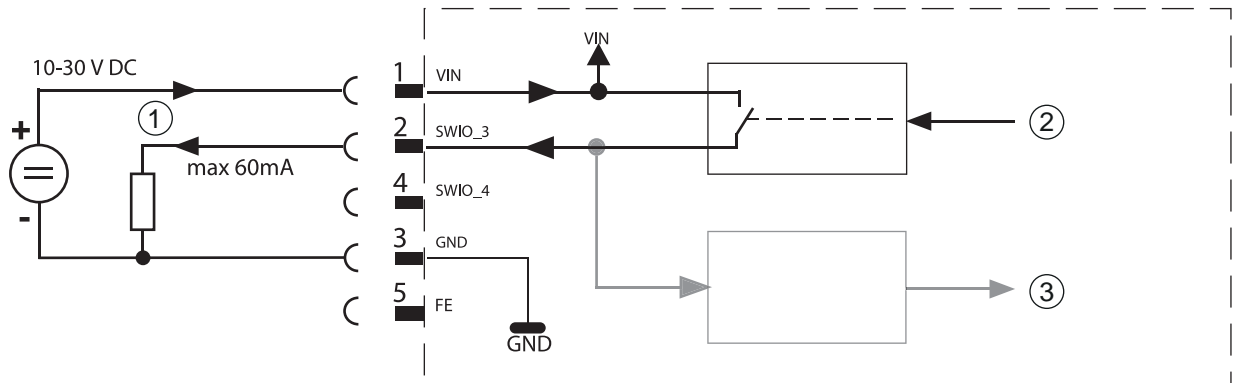 VIN
10-30 V DC
1 VIN
+
①
2 SWIO_3
②
max 60mA
4 SWIO_4
-
3 GND
③
5 FE
GND